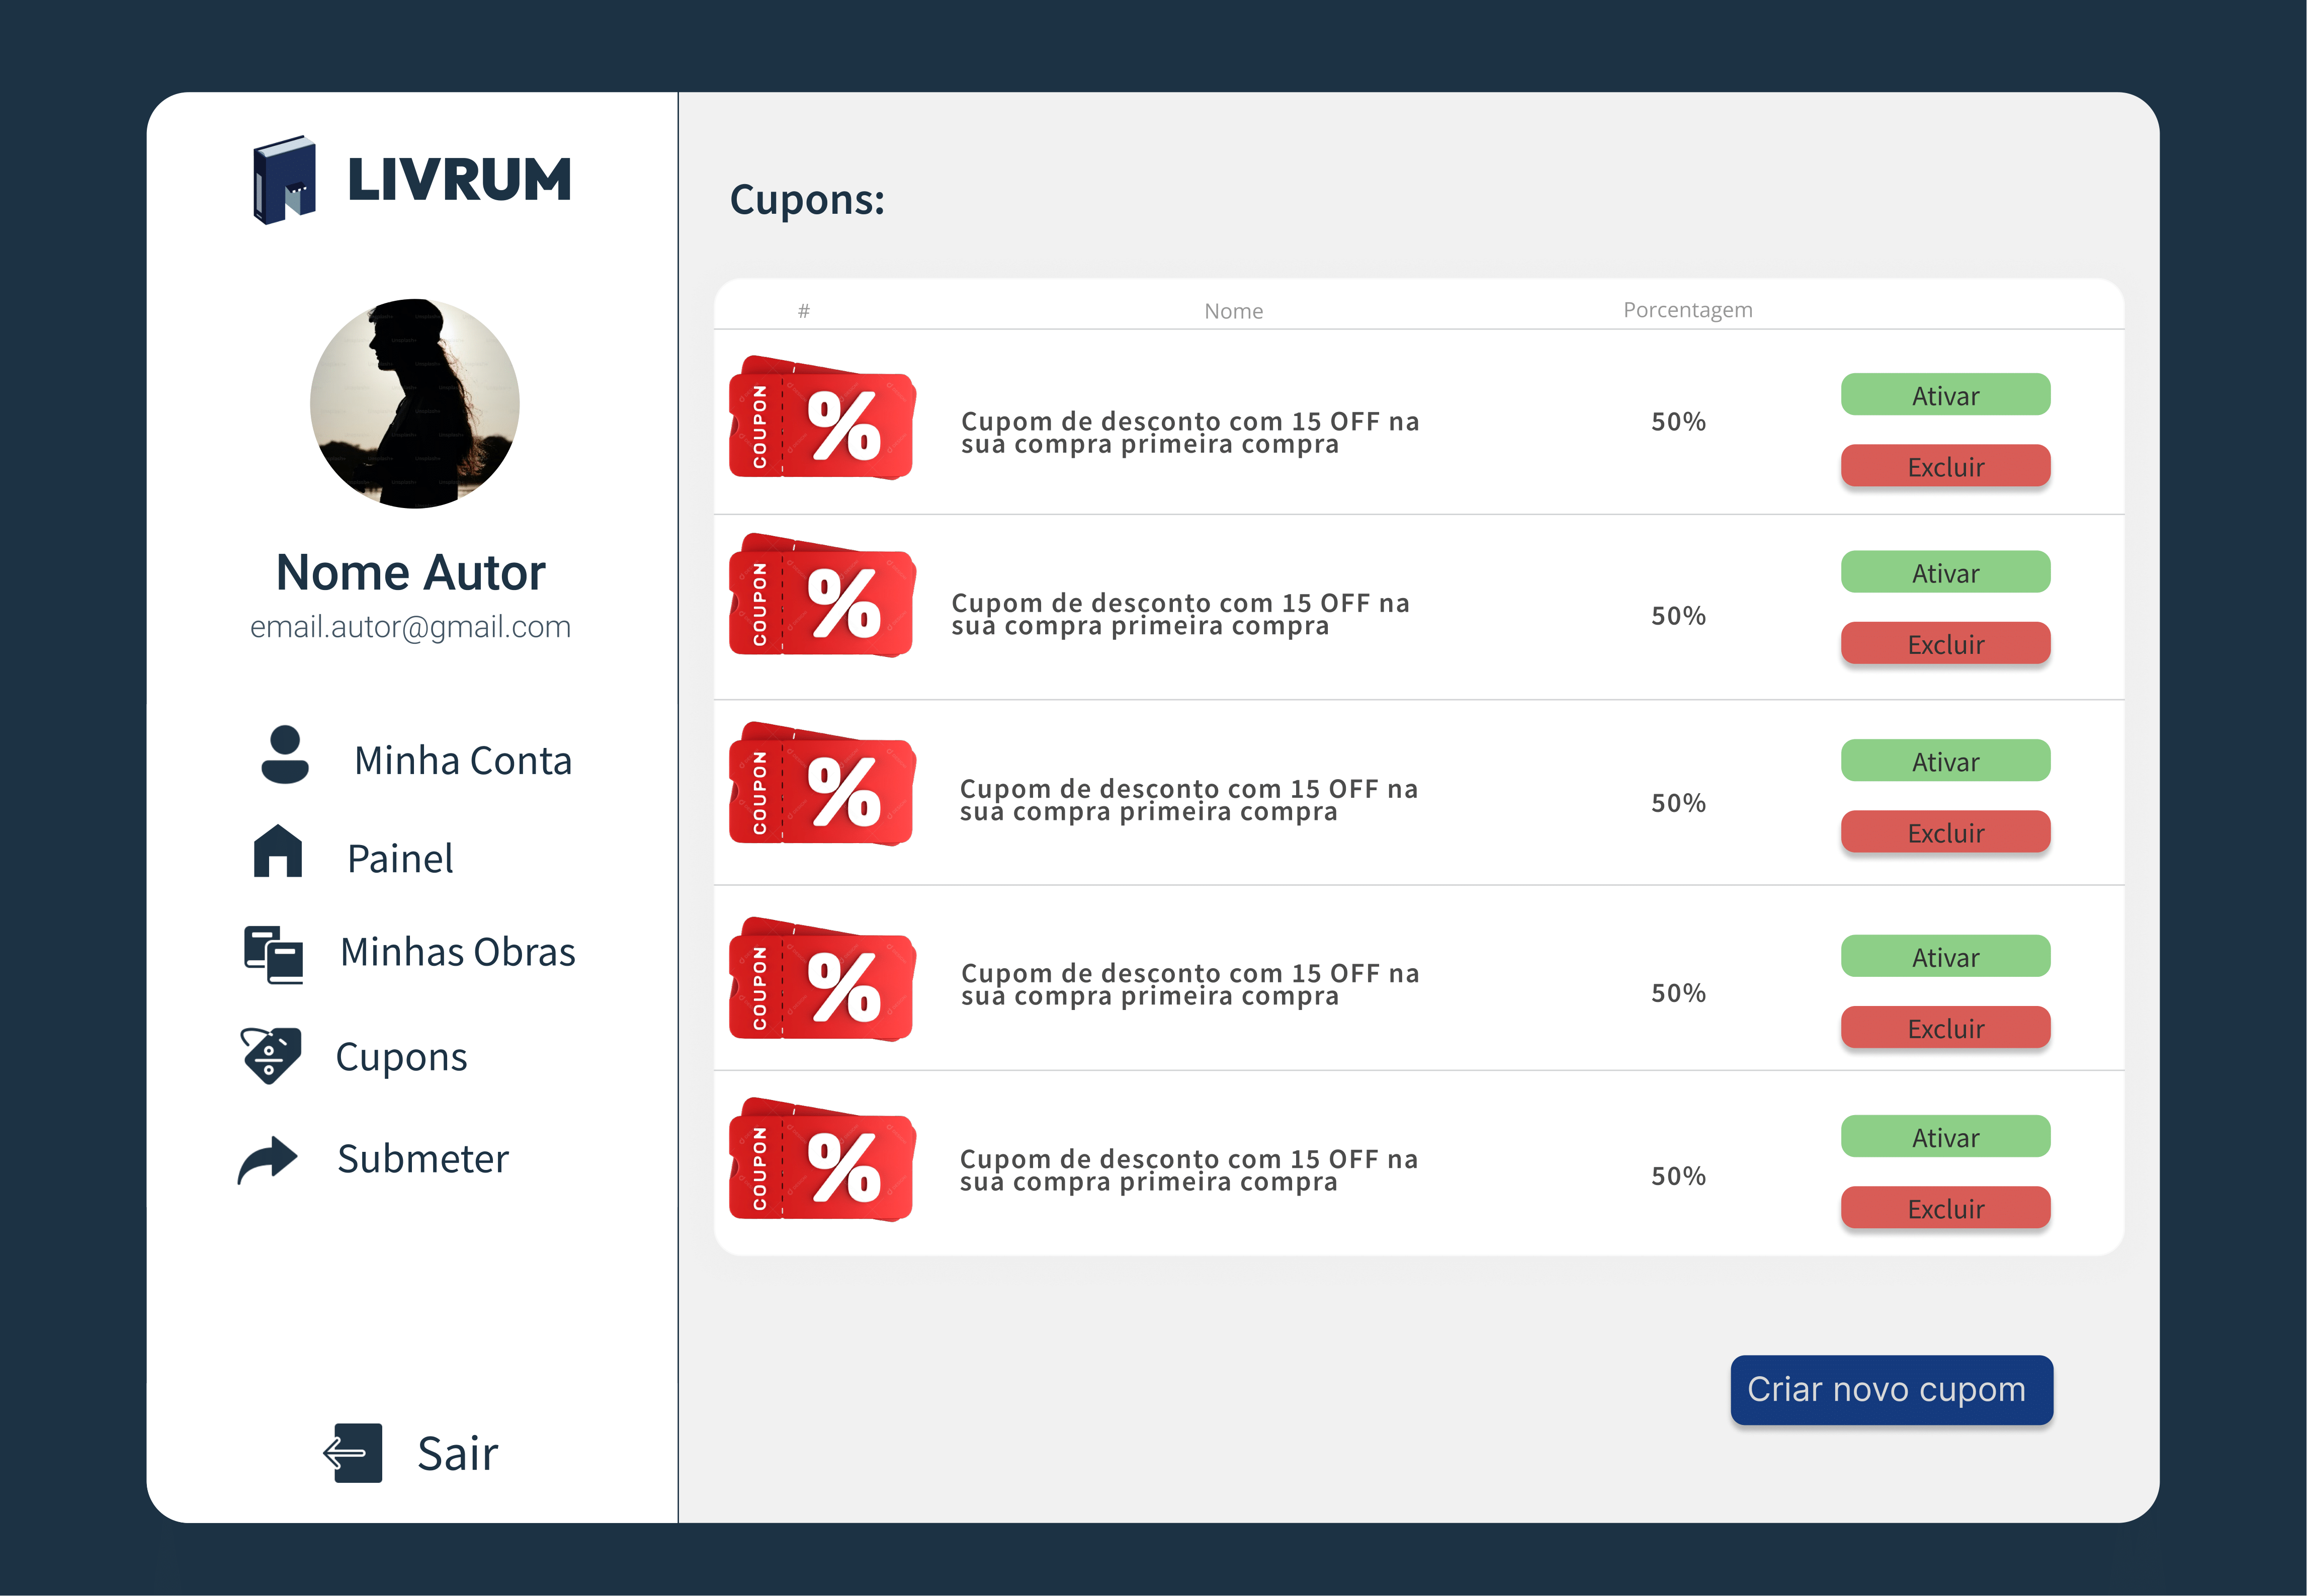 LIVRUM
Nome Autor
email.autor@gmail.com
Minha Conta
Painel
Minhas Obras
Cupons
Submeter
Sair
Cupons:
# Nome Porcentagem
COUPON %
Cupom de desconto com 15 OFF na
sua compra primeira compra
50%
Ativar
Excluir
COUPON %
Cupom de desconto com 15 OFF na
sua compra primeira compra
50%
Ativar
Excluir
COUPON %
Cupom de desconto com 15 OFF na
sua compra primeira compra
50%
Ativar
Excluir
COUPON %
Cupom de desconto com 15 OFF na
sua compra primeira compra
50%
Ativar
Excluir
COUPON %
Cupom de desconto com 15 OFF na
sua compra primeira compra
50%
Ativar
Excluir
Criar novo cupom